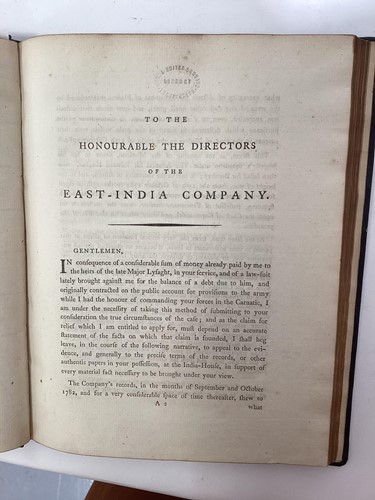 TO THE
HONOURABLE THE DIRECTORS
OF THE
EAST-INDIA COMPANY.
GENTLEMEN,
IN consequence of a considerable sum of money already paid by me to
the heirs of the late Major Lysaght, in your service, and of a law-suit
lately brought against me for the balance of a debt due to him, and
originally contracted on the public account for provisions to the army
while I had the honour of commanding your forces in the Carnatic, I
am under the necessity of taking this method of submitting to your
consideration the true circumstances of the case; and as the claim for
relief which I am entitled to apply for, must depend on an accurate
statement of the facts on which that claim is founded, I shall beg
leave, in the course of the following narrative, to appeal to the evi-
dence, and generally to the precise terms of the records, or other
authentic papers in your possession, at the India-House, in support of
every material fact necessary to be brought under your view.
The Company's records, in the months of September and October
1782, and for a very considerable space of time thereafter, shew to
A 2
what